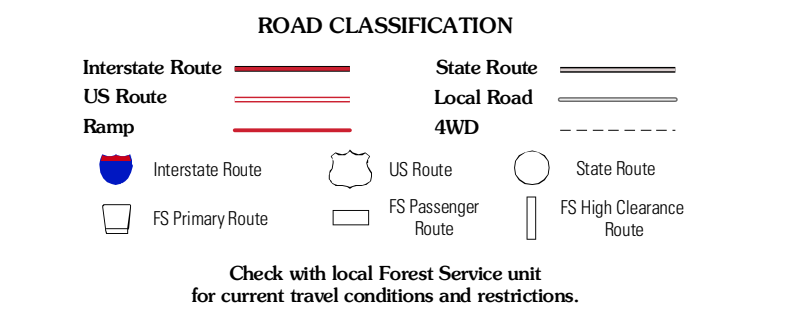 ROAD CLASSIFICATION
Interstate Route
State Route
US Route
Local Road
Ramp
4WD
Interstate Route
US Route
State Route
FS Primary Route
FS Passenger
Route
FS High Clearance
Route
Check with local Forest Service unit
for current travel conditions and restrictions.